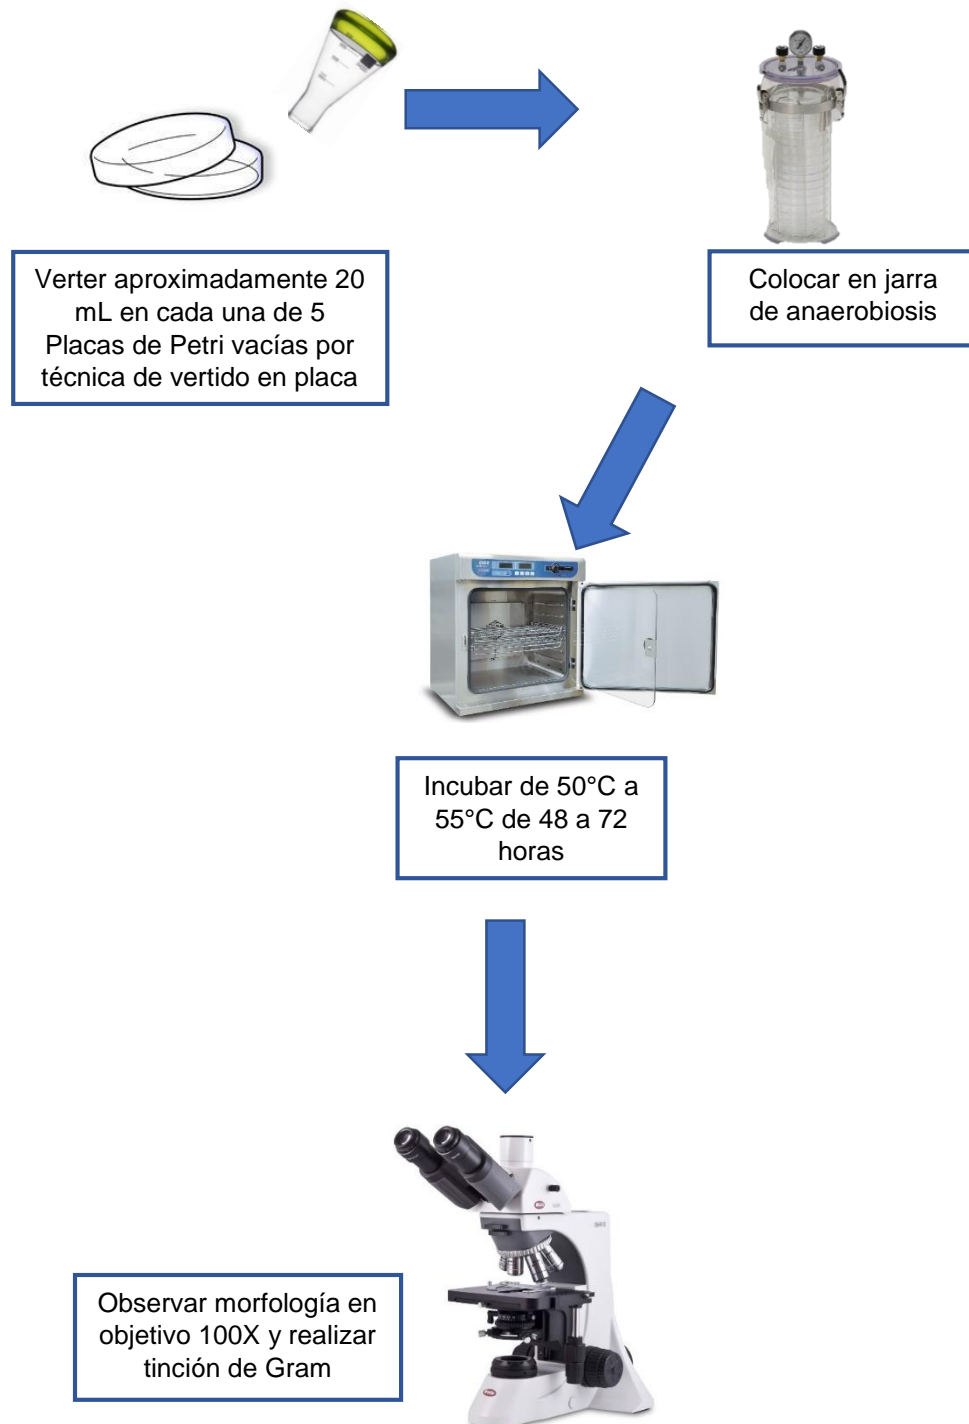 Verter aproximadamente 20
mL en cada una de 5
Placas de Petri vacías por
técnica de vertido en placa
Colocar en jarra
de anaerobiosis
Incubar de 50°C a
55°C de 48 a 72
horas
Observar morfología en
objetivo 100X y realizar
tinción de Gram